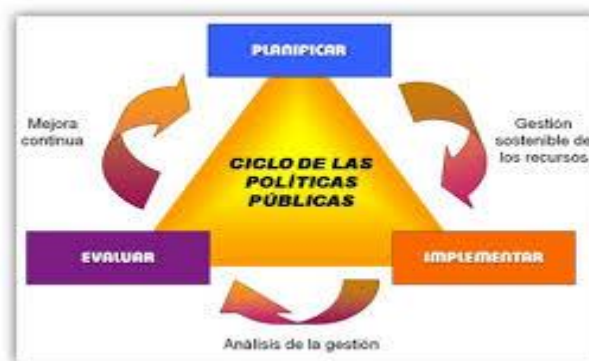 PLANIFICAR
Mejora
continua
Gestión
sostenible de
los recursos
CICLO DE LAS
POLÍTICAS
PÚBLICAS
EVALUAR
IMPLEMENTAR
Análisis de la gestión